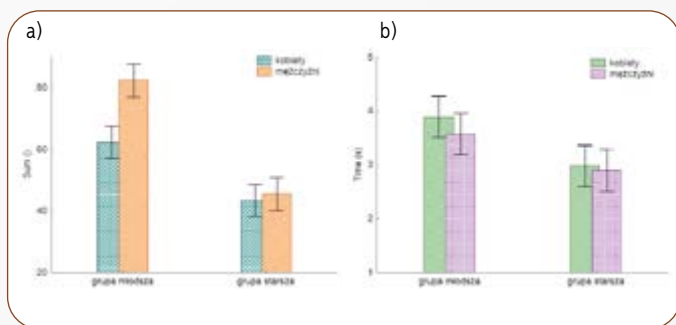 a)
kobiety
mężczyźni
80
60
40
20
Sum ()
grupa młodsza
grupa starsza
b)
kobiety
mężczyźni
5
4
3
2
1
Time (s)
grupa młodsza
grupa starsza